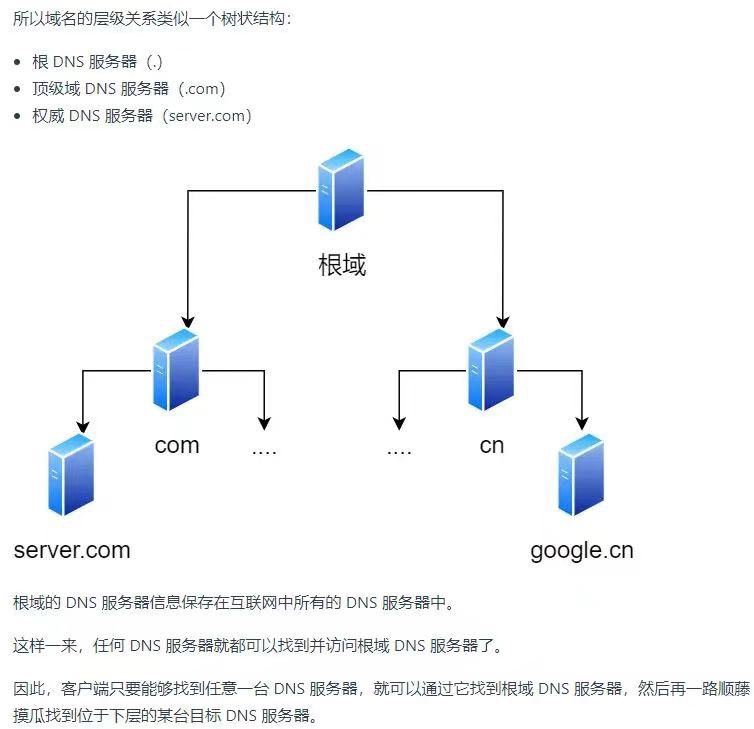 所以域名的层级关系类似一个树状结构：
根 DNS 服务器（.）
顶级域 DNS 服务器（.com）
权威 DNS 服务器（server.com）
根域
com
....
....
cn
server.com
google.cn
根域的 DNS 服务器信息保存在互联网中所有的 DNS 服务器中。
这样一来，任何 DNS 服务器就都可以找到并访问根域 DNS 服务器了。
因此，客户端只要能够找到任意一台 DNS 服务器，就可以通过它找到根域 DNS 服务器，然后再一路顺藤
摸瓜找到位于下层的某台目标 DNS 服务器。